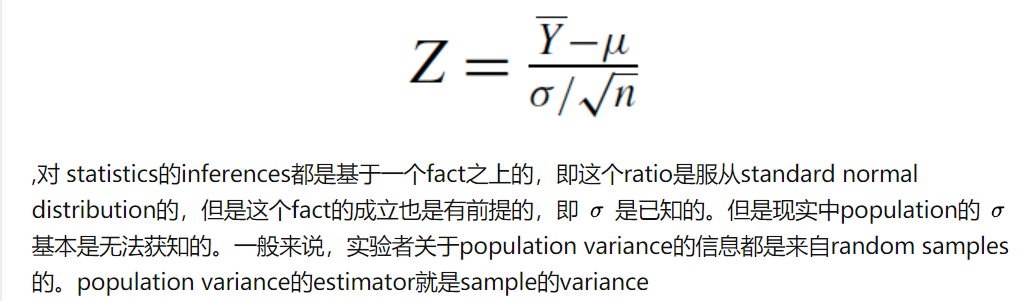 Z = \frac{\overline{Y}-\mu}{\sigma/\sqrt{n}}
,对 statistics的inferences都是基于一个fact之上的，即这个ratio是服从standard normal
distribution的，但是这个fact的成立也是有前提的，即 σ 是已知的。但是现实中population的 σ
基本是无法获知的。一般来说，实验者关于population variance的信息都是来自random samples
的。population variance的estimator就是sample的variance